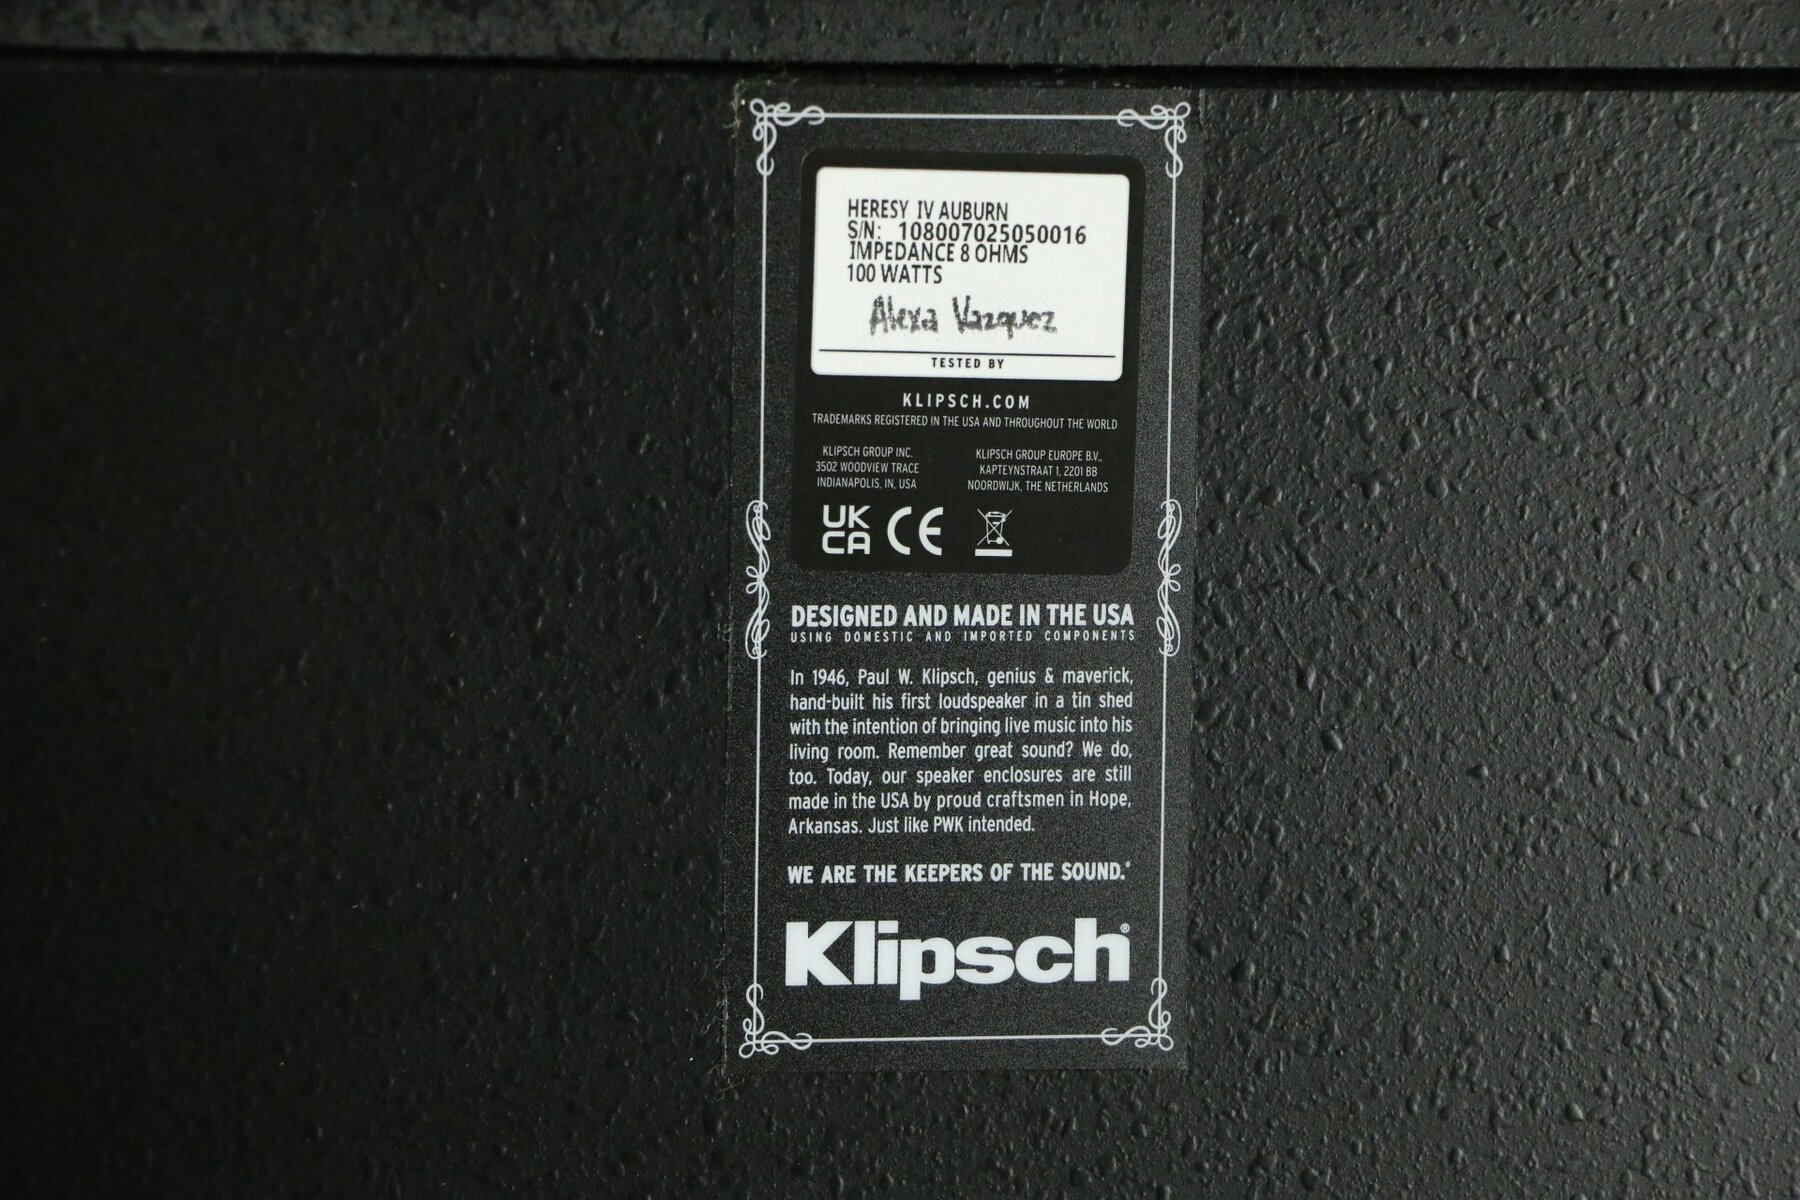 HERESY IV AUBURN
S/N: 108007025050016
IMPEDANCE 8 OHMS
100 WATTS
Alexa Vazquez
TESTED BY
KLIPSCH.COM
TRADEMARKS REGISTERED IN THE USA AND THROUGHOUT THE WORLD
KLIPSCH GROUP INC.
3502 WOODVIEW TRACE
INDIANAPOLIS, IN, USA
KLIPSCH GROUP EUROPE B.V.,
KAPTEYNSTRAAT 1, 2201 BB
NOORDWIJK, THE NETHERLANDS
UK
CA
CE
DESIGNED AND MADE IN THE USA
USING DOMESTIC AND IMPORTED COMPONENTS
In 1946, Paul W. Klipsch, genius & maverick,
hand-built his first loudspeaker in a tin shed
with the intention of bringing live music into his
living room. Remember great sound? We do,
too. Today, our speaker enclosures are still
made in the USA by proud craftsmen in Hope,
Arkansas. Just like PWK intended.
WE ARE THE KEEPERS OF THE SOUND.®
Klipsch®